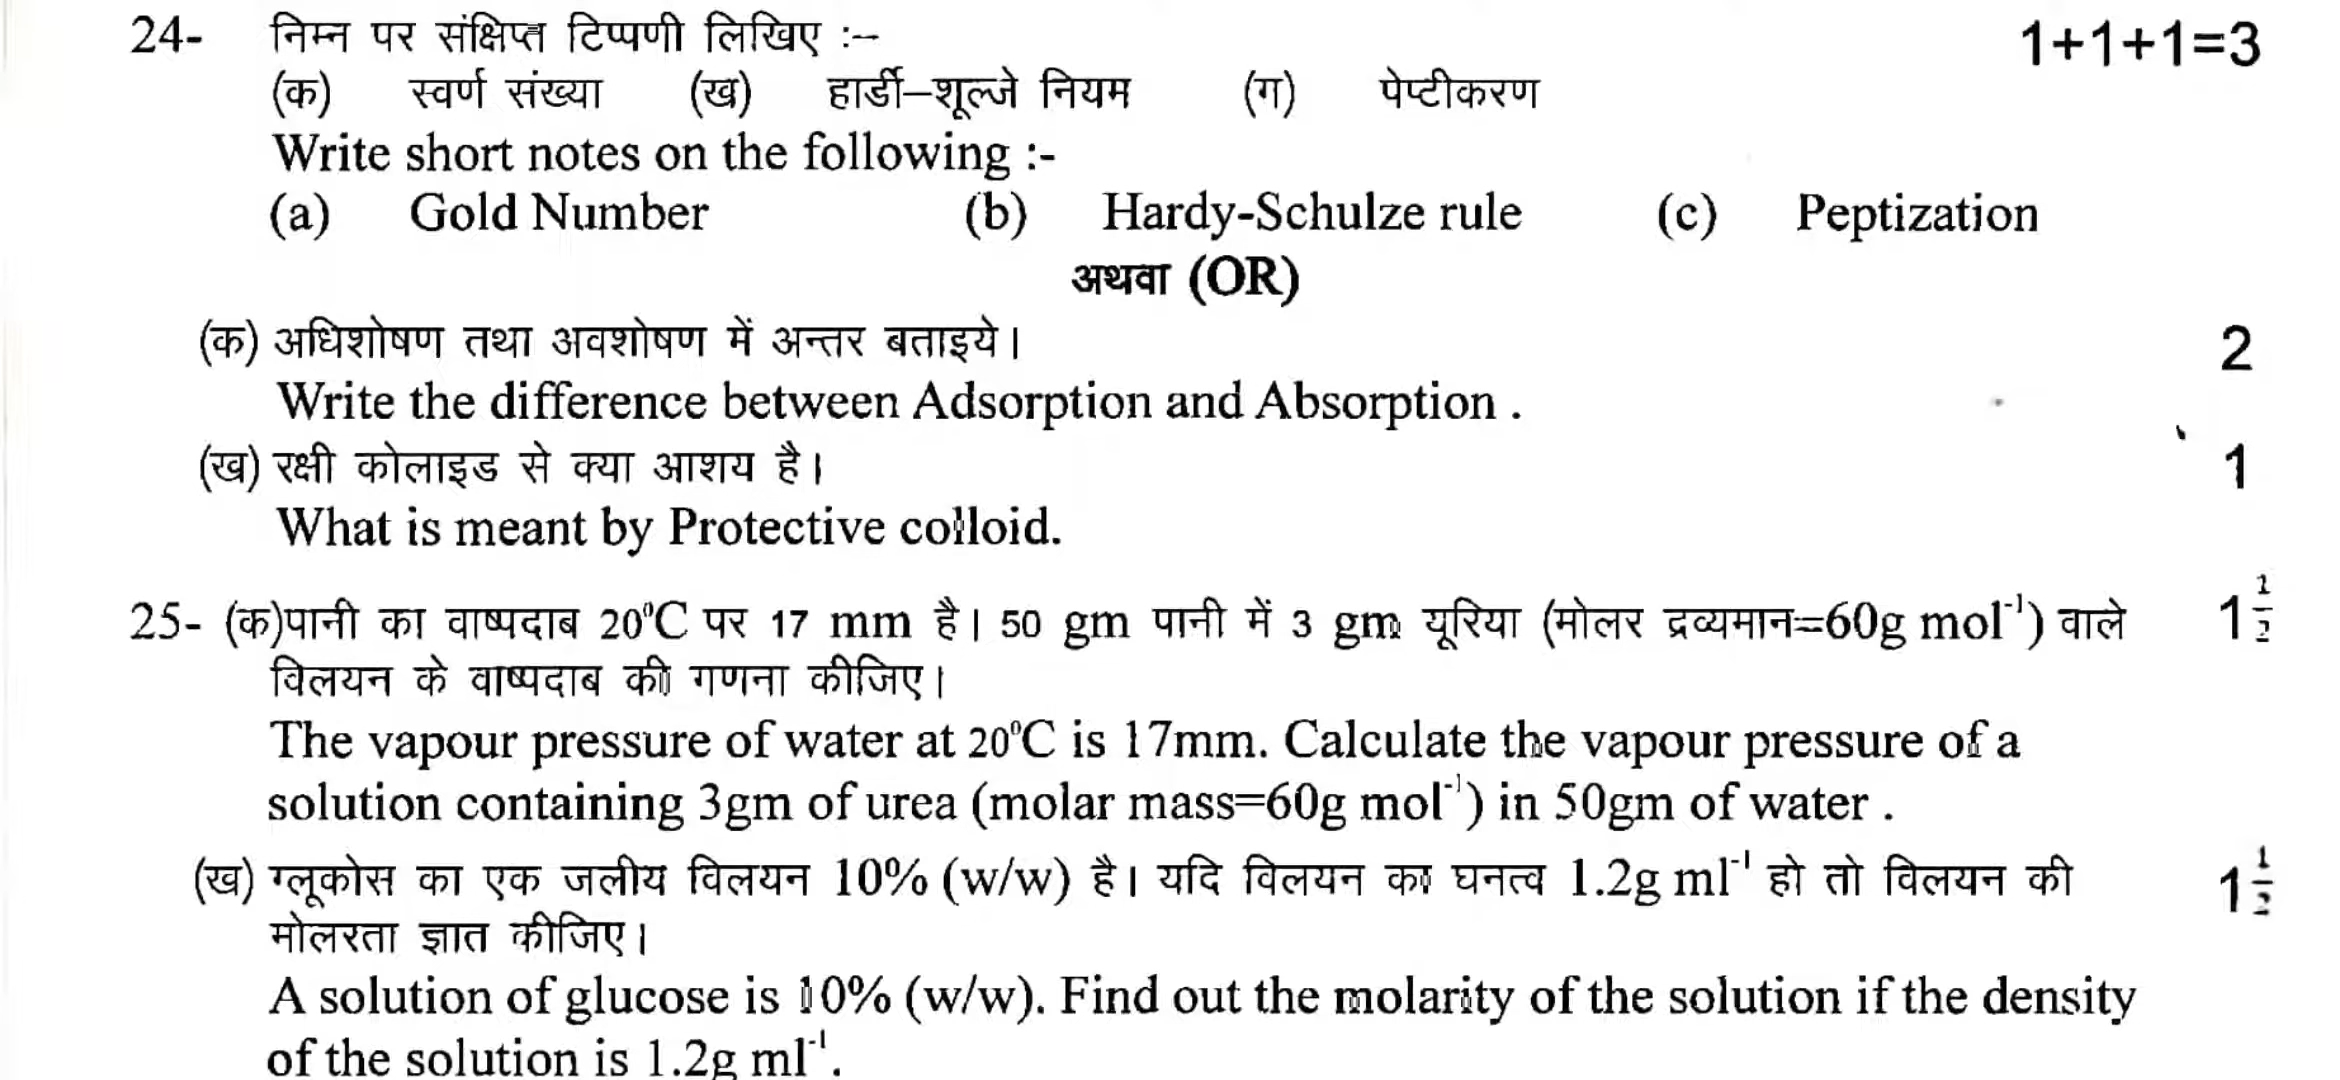 24- निम्न पर संक्षिप्त टिप्पणी लिखिए :– 1+1+1=3
(क) स्वर्ण संख्या (ख) हार्डी–शूल्जे नियम (ग) पेप्टीकरण
Write short notes on the following :-
(a) Gold Number (b) Hardy-Schulze rule (c) Peptization
अथवा (OR)
(क) अधिशोषण तथा अवशोषण में अन्तर बताइये। 2
Write the difference between Adsorption and Absorption .
(ख) रक्षी कोलाइड से क्या आशय है। 1
What is meant by Protective colloid.
25- (क)पानी का वाष्पदाब 20⁰C पर 17 mm है। 50 gm पानी में 3 gm यूरिया (मोलर द्रव्यमान=60g mol⁻¹) वाले 1 1/2
विलयन के वाष्पदाब की गणना कीजिए।
The vapour pressure of water at 20⁰C is 17mm. Calculate the vapour pressure of a
solution containing 3gm of urea (molar mass=60g mol⁻¹) in 50gm of water .
(ख) ग्लूकोस का एक जलीय विलयन 10% (w/w) है। यदि विलयन का घनत्व 1.2g ml⁻¹ हो तो विलयन की 1 1/2
मोलरता ज्ञात कीजिए।
A solution of glucose is 10% (w/w). Find out the molarity of the solution if the density
of the solution is 1.2g ml⁻¹.